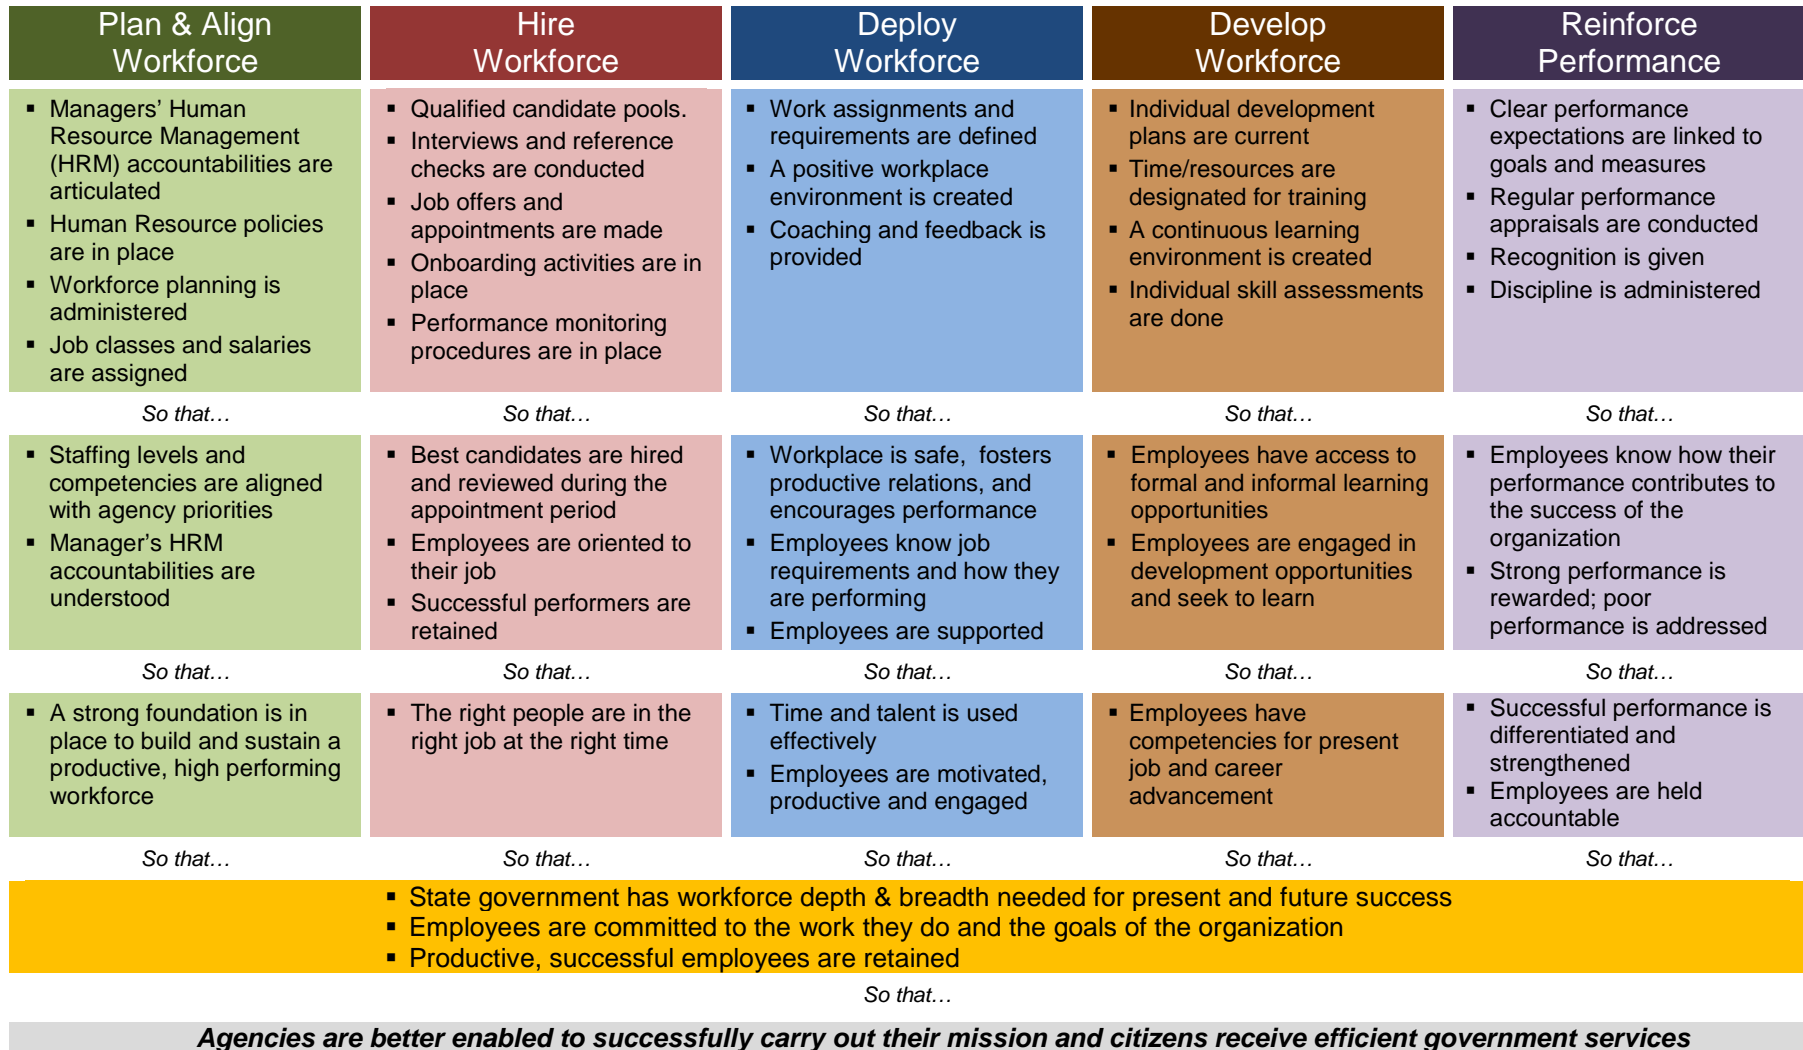 Plan & Align
Workforce
Hire
Workforce
Deploy
Workforce
Develop
Workforce
Reinforce
Performance
▪ Managers’ Human
Resource Management
(HRM) accountabilities are
articulated
▪ Human Resource policies
are in place
▪ Workforce planning is
administered
▪ Job classes and salaries
are assigned
▪ Qualified candidate pools.
▪ Interviews and reference
checks are conducted
▪ Job offers and
appointments are made
▪ Onboarding activities are in
place
▪ Performance monitoring
procedures are in place
▪ Work assignments and
requirements are defined
▪ A positive workplace
environment is created
▪ Coaching and feedback is
provided
▪ Individual development
plans are current
▪ Time/resources are
designated for training
▪ A continuous learning
environment is created
▪ Individual skill assessments
are done
▪ Clear performance
expectations are linked to
goals and measures
▪ Regular performance
appraisals are conducted
▪ Recognition is given
▪ Discipline is administered
So that…
So that…
So that…
So that…
So that…
▪ Staffing levels and
competencies are aligned
with agency priorities
▪ Manager’s HRM
accountabilities are
understood
▪ Best candidates are hired
and reviewed during the
appointment period
▪ Employees are oriented to
their job
▪ Successful performers are
retained
▪ Workplace is safe, fosters
productive relations, and
encourages performance
▪ Employees know job
requirements and how they
are performing
▪ Employees are supported
▪ Employees have access to
formal and informal learning
opportunities
▪ Employees are engaged in
development opportunities
and seek to learn
▪ Employees know how their
performance contributes to
the success of the
organization
▪ Strong performance is
rewarded; poor
performance is addressed
So that…
So that…
So that…
So that…
So that…
▪ A strong foundation is in
place to build and sustain a
productive, high performing
workforce
▪ The right people are in the
right job at the right time
▪ Time and talent is used
effectively
▪ Employees are motivated,
productive and engaged
▪ Employees have
competencies for present
job and career
advancement
▪ Successful performance is
differentiated and
strengthened
▪ Employees are held
accountable
So that…
So that…
So that…
So that…
So that…
▪ State government has workforce depth & breadth needed for present and future success
▪ Employees are committed to the work they do and the goals of the organization
▪ Productive, successful employees are retained
So that…
Agencies are better enabled to successfully carry out their mission and citizens receive efficient government services